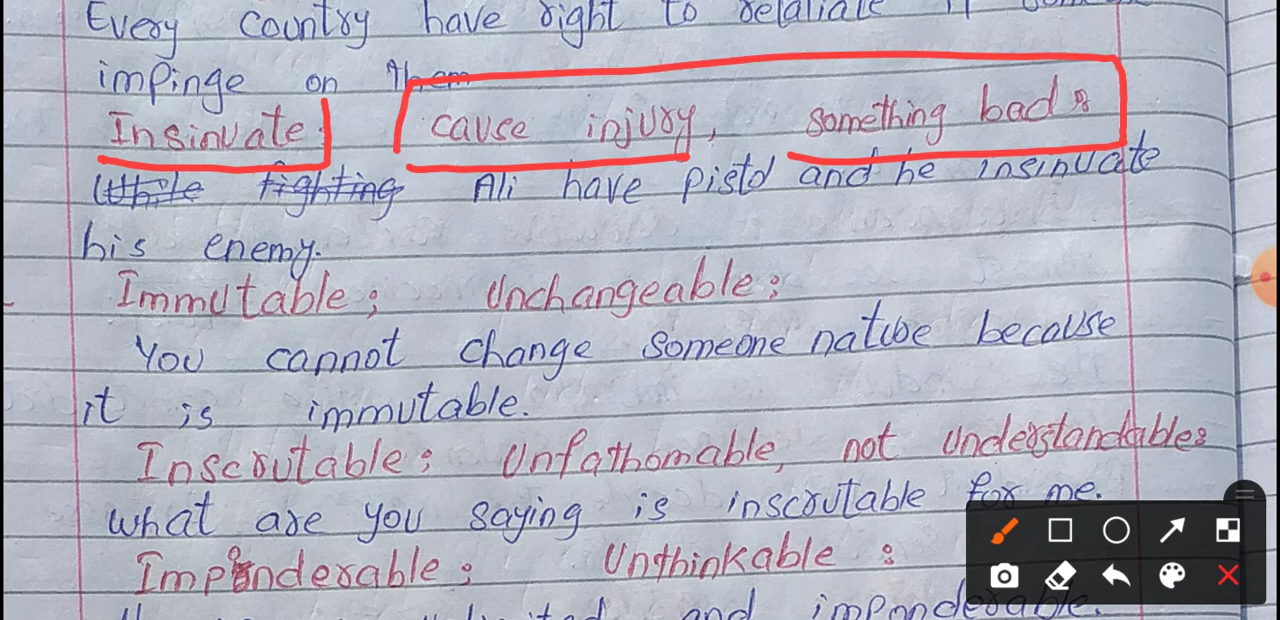 Every country have right to retaliate if
impinge on them
Insinuate: cause injury, something bad:
While fighting Ali have pistol and he insinuate
his enemy.
Immutable: Unchangeable:
You cannot change someone nature because
it is immutable.
Inscrutable: Unfathomable, not understandable:
what are you saying is inscrutable for me.
Imponderable: Unthinkable:
and imponderable.